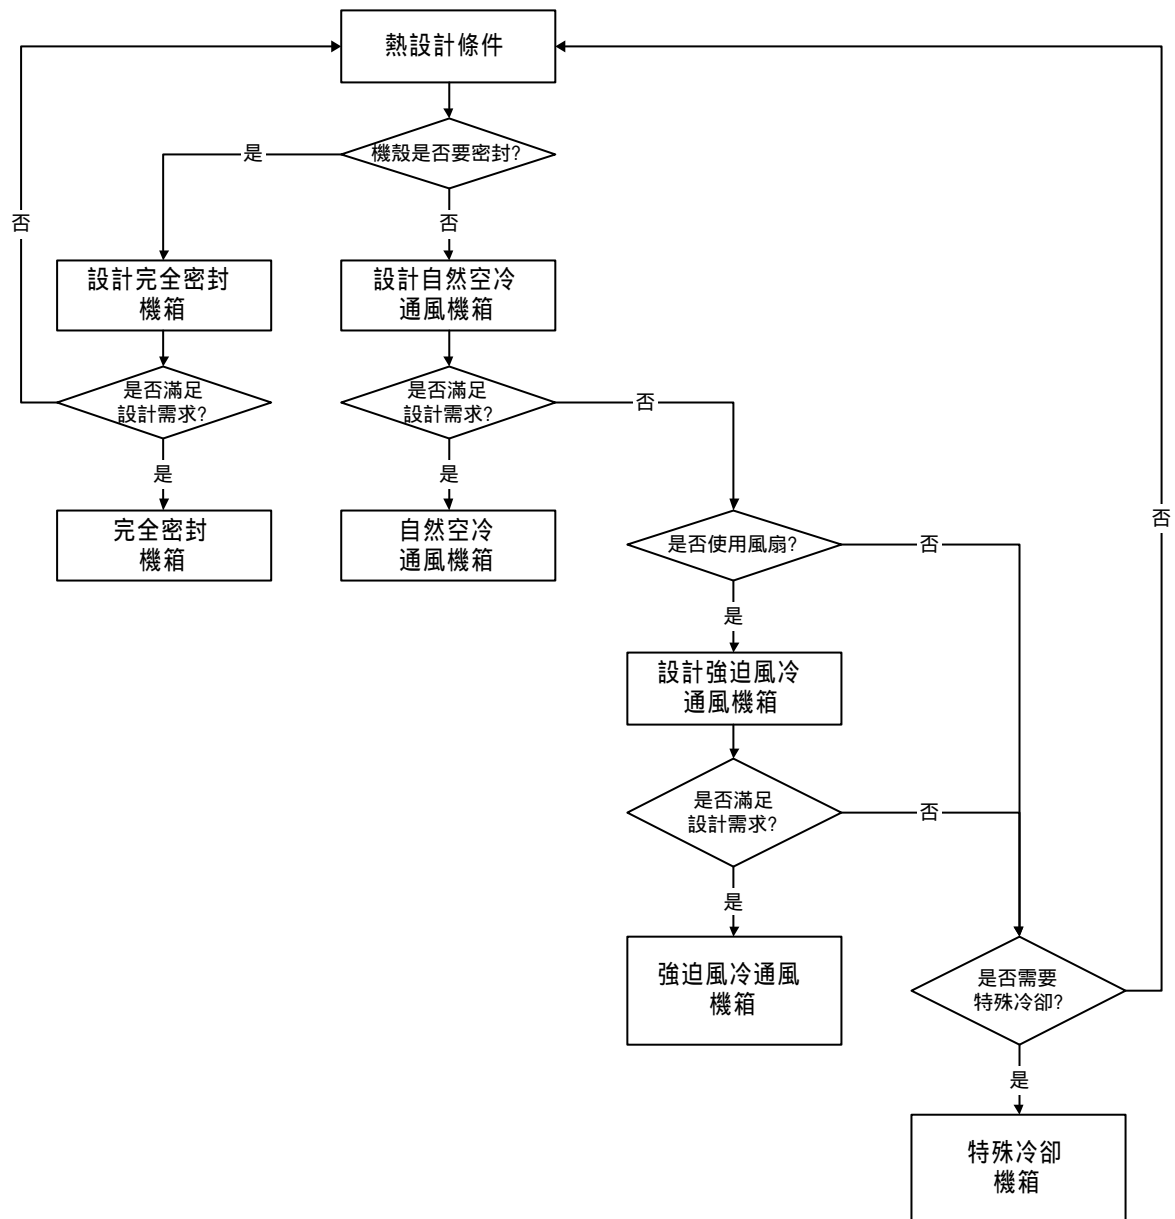 熱設計條件
機殼是否要密封?
是
否
否
設計完全密封
機箱
設計自然空冷
通風機箱
是否滿足
設計需求?
是否滿足
設計需求?
否
是
是
完全密封
機箱
自然空冷
通風機箱
否
是否使用風扇?
否
是
設計強迫風冷
通風機箱
是否滿足
設計需求?
否
是
強迫風冷通風
機箱
是否需要
特殊冷卻?
是
特殊冷卻
機箱